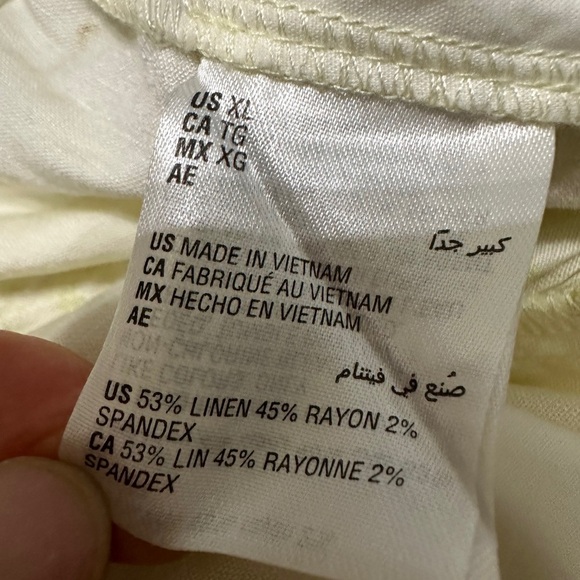 US XL
CA TG
MX XG
AE
كبير جدًا
US MADE IN VIETNAM
CA FABRIQUÉ AU VIETNAM
MX HECHO EN VIETNAM
AE
صُنع في فيتنام
US 53% LINEN 45% RAYON 2%
SPANDEX
CA 53% LIN 45% RAYONNE 2%
SPANDEX